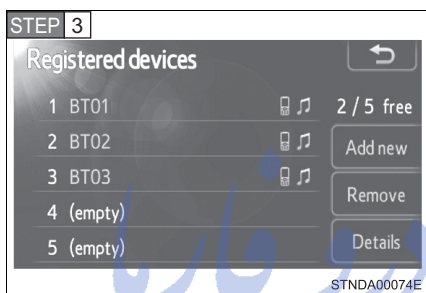 STEP 3
Registered devices
1 BT01
2 / 5 free
2 BT02
Add new
3 BT03
Remove
4 (empty)
5 (empty)
Details
STNDA00074E